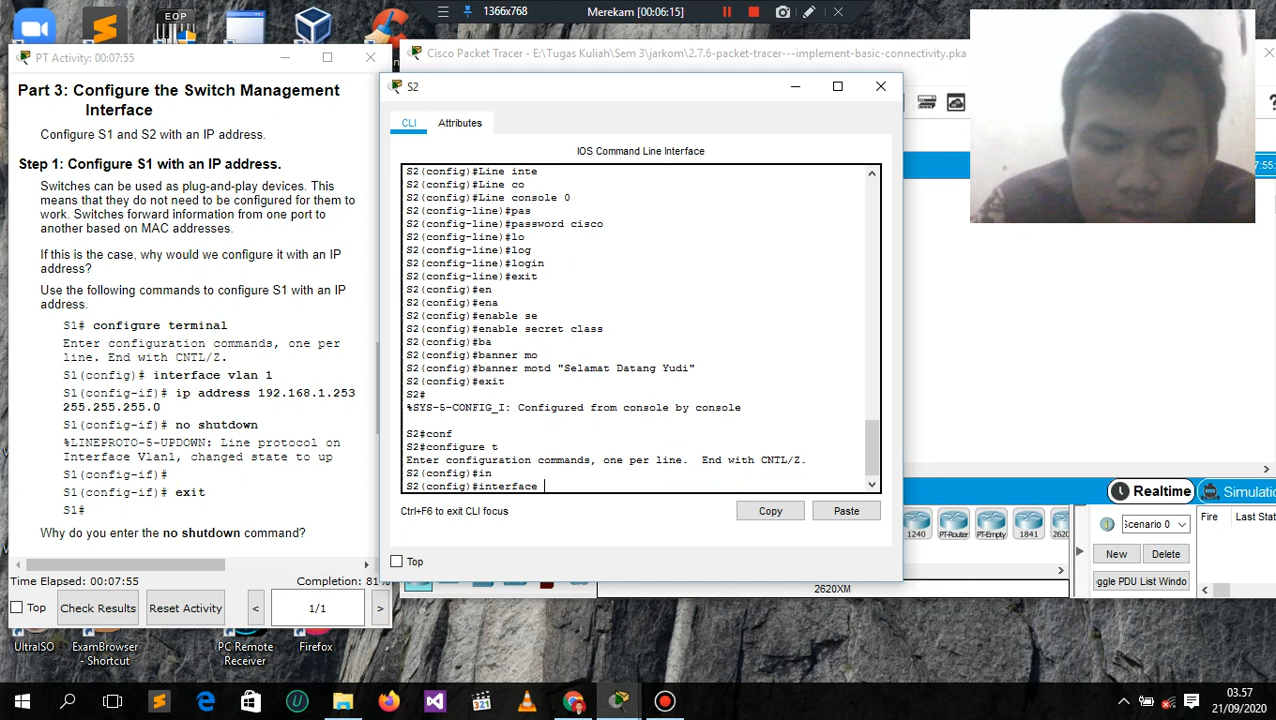 EOP
1366x768
Merekam [00:06:15]
PT Activity: 00:07:55
Cisco Packet Tracer - E:\Tugas Kuliah\Sem 3\jarkom\2.7.6-packet-tracer---implement-basic-connectivity.pka
Part 3: Configure the Switch Management
Interface
Configure S1 and S2 with an IP address.
Step 1: Configure S1 with an IP address.
Switches can be used as plug-and-play devices. This
means that they do not need to be configured for them to
work. Switches forward information from one port to
another based on MAC addresses.
If this is the case, why would we configure it with an IP
address?
Use the following commands to configure S1 with an IP
address.
S1# configure terminal
Enter configuration commands, one per
line. End with CNTL/Z.
S1(config)# interface vlan 1
S1(config-if)# ip address 192.168.1.253
255.255.255.0
S1(config-if)# no shutdown
%LINEPROTO-5-UPDOWN: Line protocol on
Interface Vlan1, changed state to up
S1(config-if)#
S1(config-if)# exit
S1#
Why do you enter the no shutdown command?
Time Elapsed: 00:07:55
Completion: 81%
Top
Check Results
Reset Activity
<
1/1
>
S2
CLI
Attributes
IOS Command Line Interface
S2(config)#Line inte
S2(config)#Line co
S2(config)#Line console 0
S2(config-line)#pas
S2(config-line)#password cisco
S2(config-line)#lo
S2(config-line)#log
S2(config-line)#login
S2(config-line)#exit
S2(config)#en
S2(config)#ena
S2(config)#enable se
S2(config)#enable secret class
S2(config)#ba
S2(config)#banner mo
S2(config)#banner motd "Selamat Datang Yudi"
S2(config)#exit
S2#
%SYS-5-CONFIG_I: Configured from console by console
S2#conf
S2#configure t
Enter configuration commands, one per line.  End with CNTL/Z.
S2(config)#in
S2(config)#interface
Ctrl+F6 to exit CLI focus
Copy
Paste
Top
7:55:
Realtime
Simulation
1240
PT-Router
PT-Empty
1841
2620
2620XM
Scenario 0
Fire
Last Stat
New
Delete
ggle PDU List Windo
UltraISO
ExamBrowser
- Shortcut
PC Remote
Receiver
Firefox
321
03.57
21/09/2020